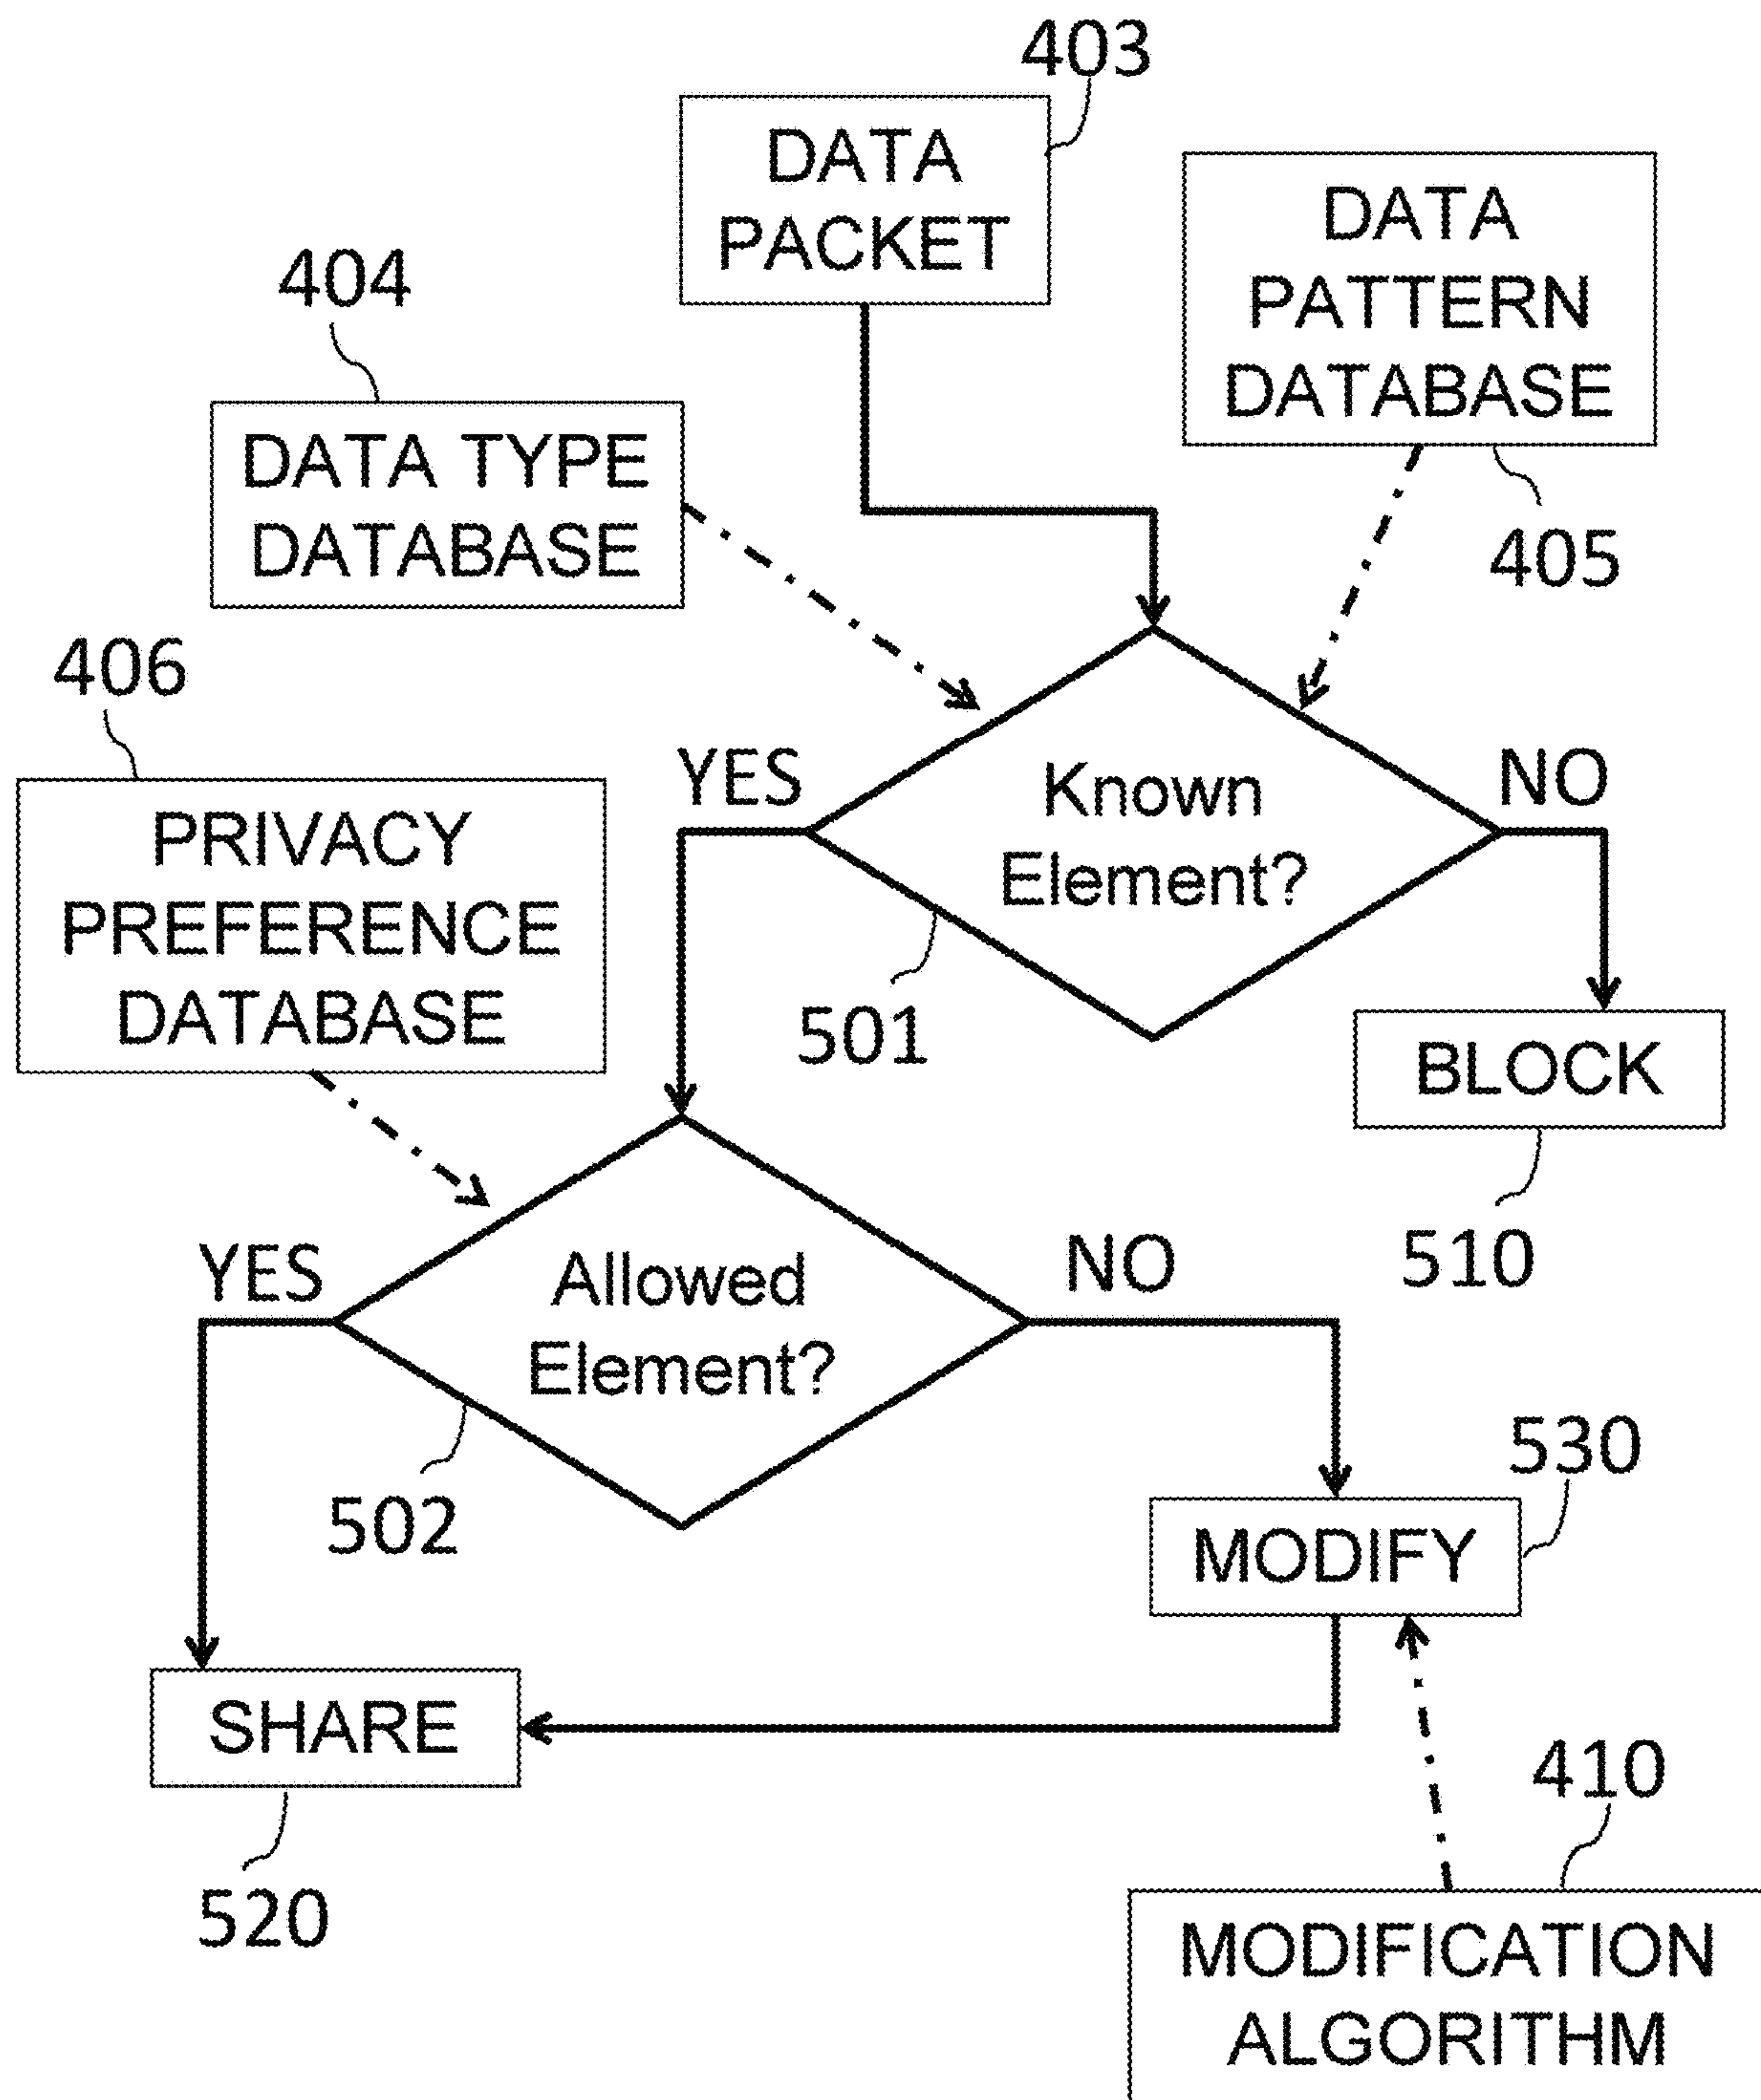 403
DATA
PACKET
DATA
PATTERN
DATABASE
404
DATA TYPE
DATABASE
405
406
PRIVACY
PREFERENCE
DATABASE
YES
Known
Element?
NO
501
BLOCK
510
YES
Allowed
Element?
NO
502
530
MODIFY
SHARE
520
410
MODIFICATION
ALGORITHM